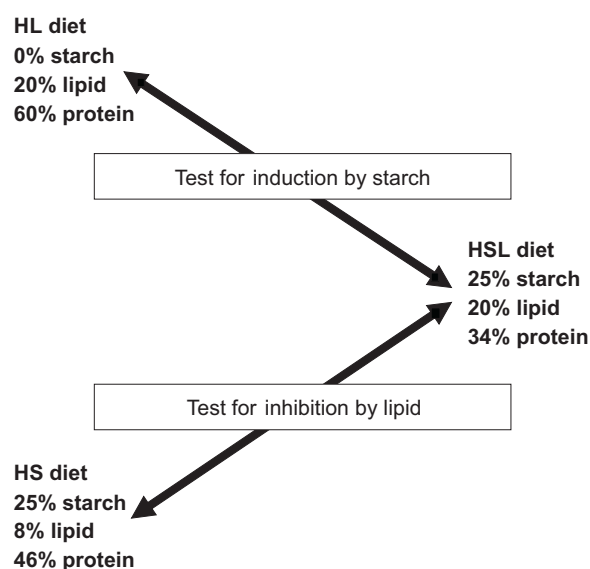 HL diet
0% starch
20% lipid
60% protein
Test for induction by starch
HSL diet
25% starch
20% lipid
34% protein
Test for inhibition by lipid
HS diet
25% starch
8% lipid
46% protein